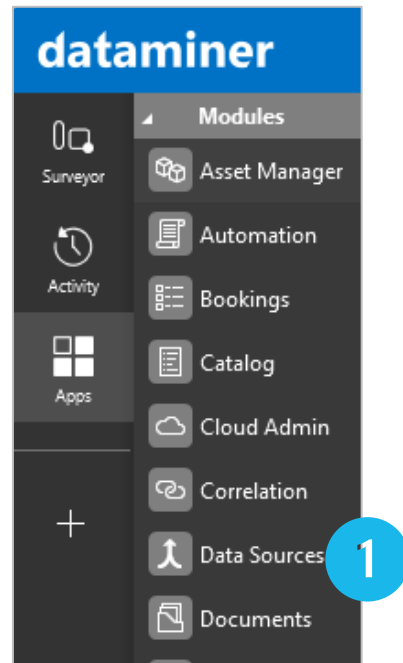 dataminer
Surveyor
Activity
Apps
+
Modules
Asset Manager
Automation
Bookings
Catalog
Cloud Admin
Correlation
Data Sources
1
Documents